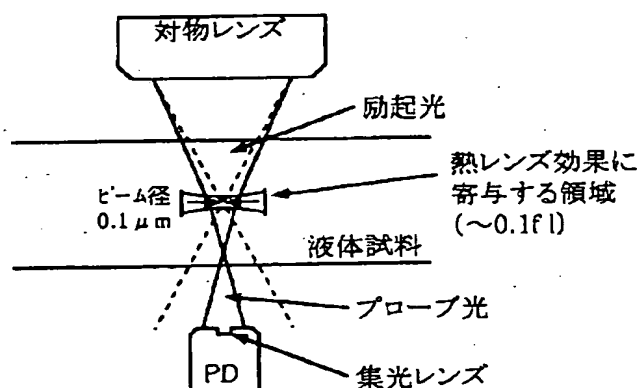 対物レンズ
励起光
熱レンズ効果に
寄与する領域
(~0.1fl)
ビーム径
0.1μm
液体試料
プローブ光
集光レンズ
PD